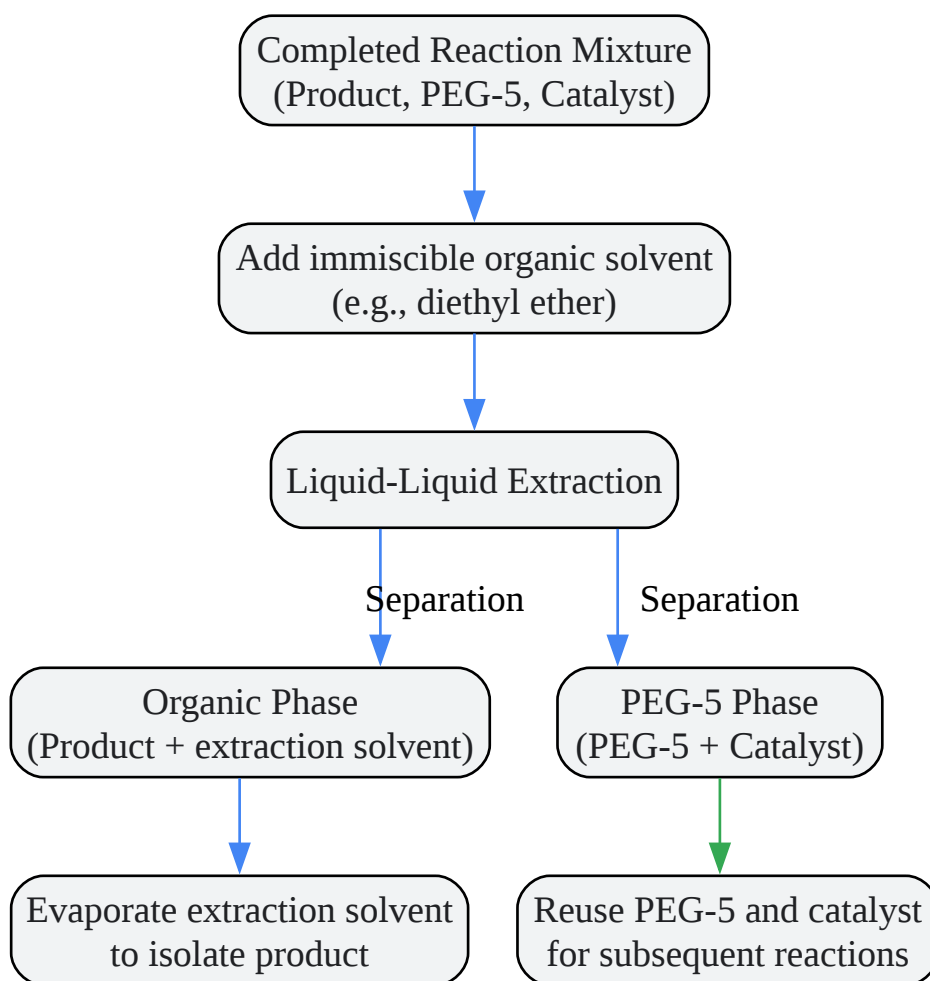 Completed Reaction Mixture
(Product, PEG-5, Catalyst)
Add immiscible organic solvent
(e.g., diethyl ether)
Liquid-Liquid Extraction
Separation
Separation
Organic Phase
(Product + extraction solvent)
PEG-5 Phase
(PEG-5 + Catalyst)
Evaporate extraction solvent
to isolate product
Reuse PEG-5 and catalyst
for subsequent reactions